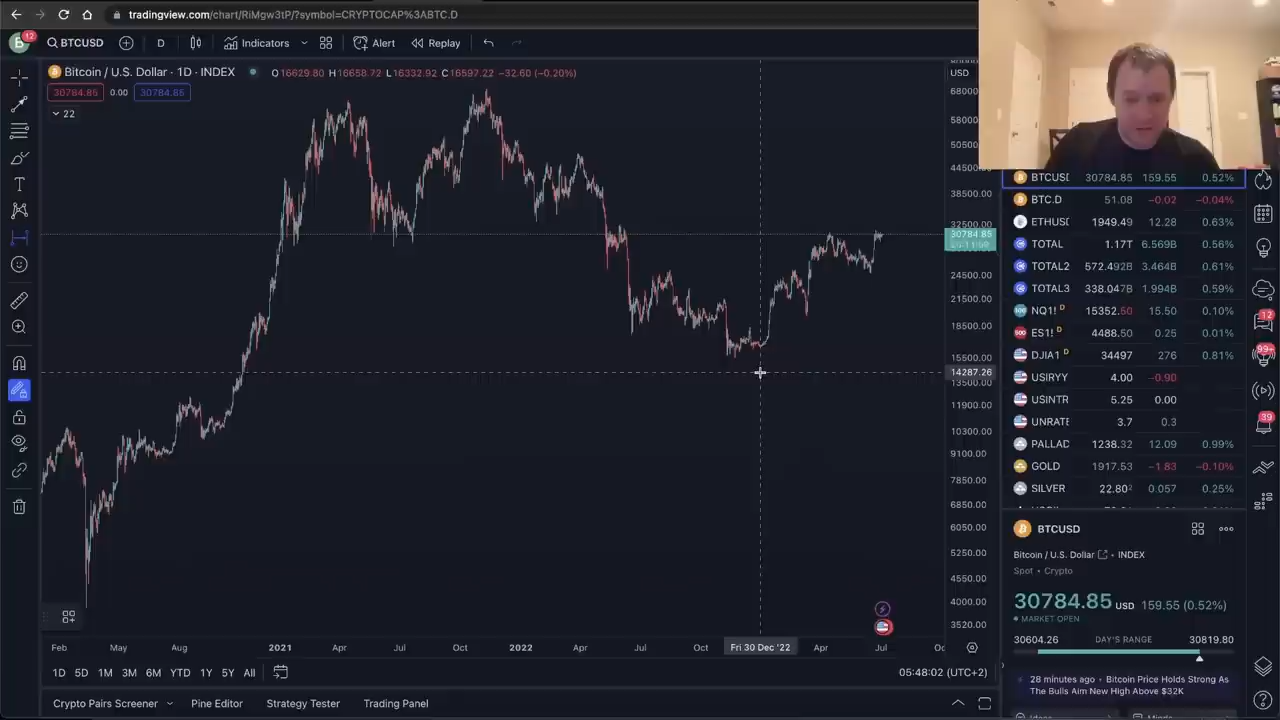 tradingview.com/chart/RiMgw3tP/?symbol=CRYPTOCAP%3ABTC.D
12
B
BTCUSD
D
Indicators
Alert
Replay
Bitcoin / U.S. Dollar · 1D · INDEX
O16629.80 H16658.72 L16332.92 C16597.22 -32.60 (-0.20%)
30784.85 0.00 30784.85
22
USD
68000.00
58000.00
50500.00
44500.00
38500.00
32500.00
30784.85
24500.00
21500.00
18500.00
15500.00
14287.26
13500.00
11900.00
10300.00
9100.00
7850.00
6850.00
6050.00
5250.00
4550.00
4000.00
3520.00
Feb May Aug 2021 Apr Jul Oct 2022 Apr Jul Oct Fri 30 Dec '22 Apr Jul Oc
1D 5D 1M 3M 6M YTD 1Y 5Y All
05:48:02 (UTC+2)
Crypto Pairs Screener Pine Editor Strategy Tester Trading Panel
BTCUSD 30784.85 159.55 0.52%
BTC.D 51.08 -0.02 -0.04%
ETHUSD 1949.49 12.28 0.63%
TOTAL 1.17T 6.569B 0.56%
TOTAL2 572.492B 3.464B 0.61%
TOTAL3 338.047B 1.994B 0.59%
NQ1! D 15352.50 15.50 0.10%
ES1! D 4488.50 0.25 0.01%
DJIA1 D 34497 276 0.81%
USIRYY 4.00 -0.90
USINTR 5.25 0.00
UNRATE 3.7 0.3
PALLAD 1238.32 12.09 0.99%
GOLD 1917.53 -1.83 -0.10%
SILVER 22.802 0.057 0.25%
BTCUSD
Bitcoin / U.S. Dollar · INDEX
Spot · Crypto
30784.85 USD 159.55 (0.52%)
MARKET OPEN
30604.26 DAY'S RANGE 30819.80
28 minutes ago · Bitcoin Price Holds Strong As
The Bulls Aim New High Above $32K
12
99+
39